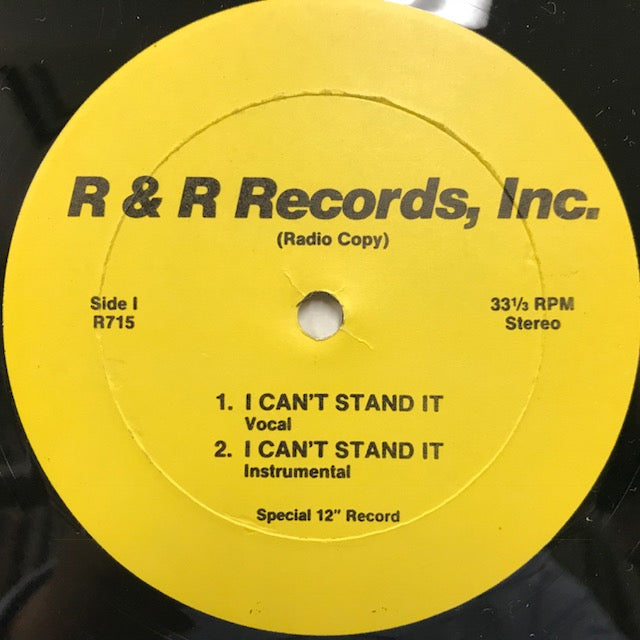 R & R Records, Inc.
(Radio Copy)
Side I
R715
33⅓ RPM
Stereo
1. I CAN'T STAND IT
Vocal
2. I CAN'T STAND IT
Instrumental
Special 12" Record